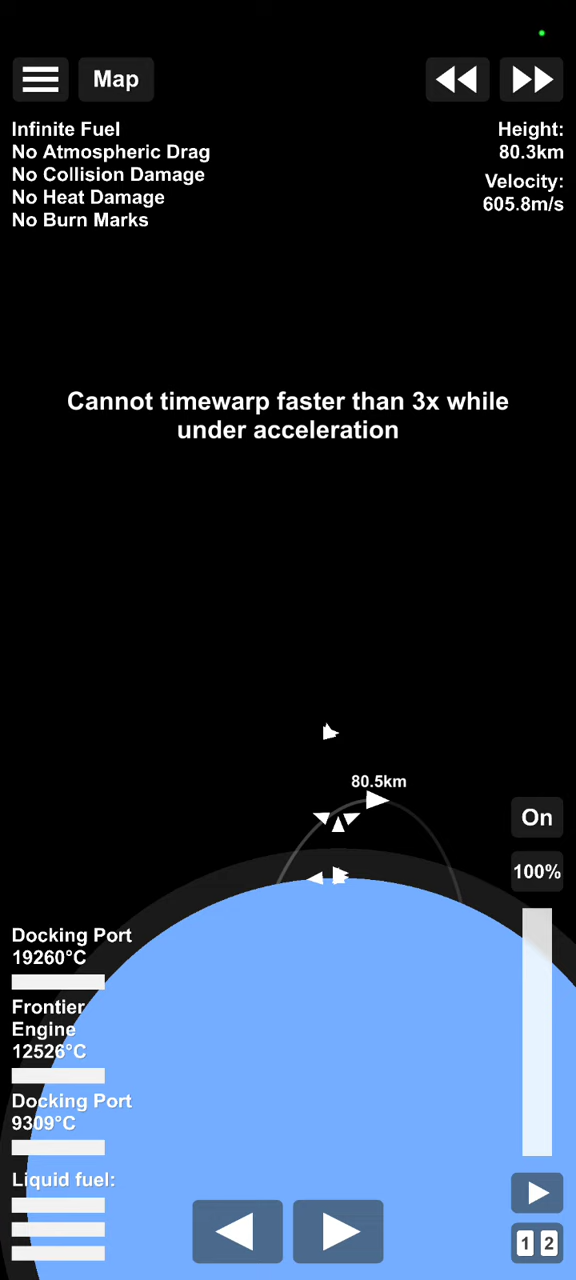 Map
Infinite Fuel
No Atmospheric Drag
No Collision Damage
No Heat Damage
No Burn Marks
Height:
80.3km
Velocity:
605.8m/s
Cannot timewarp faster than 3x while
under acceleration
80.5km
On
100%
Docking Port
19260°C
Frontier
Engine
12526°C
Docking Port
9309°C
Liquid fuel:
1 2